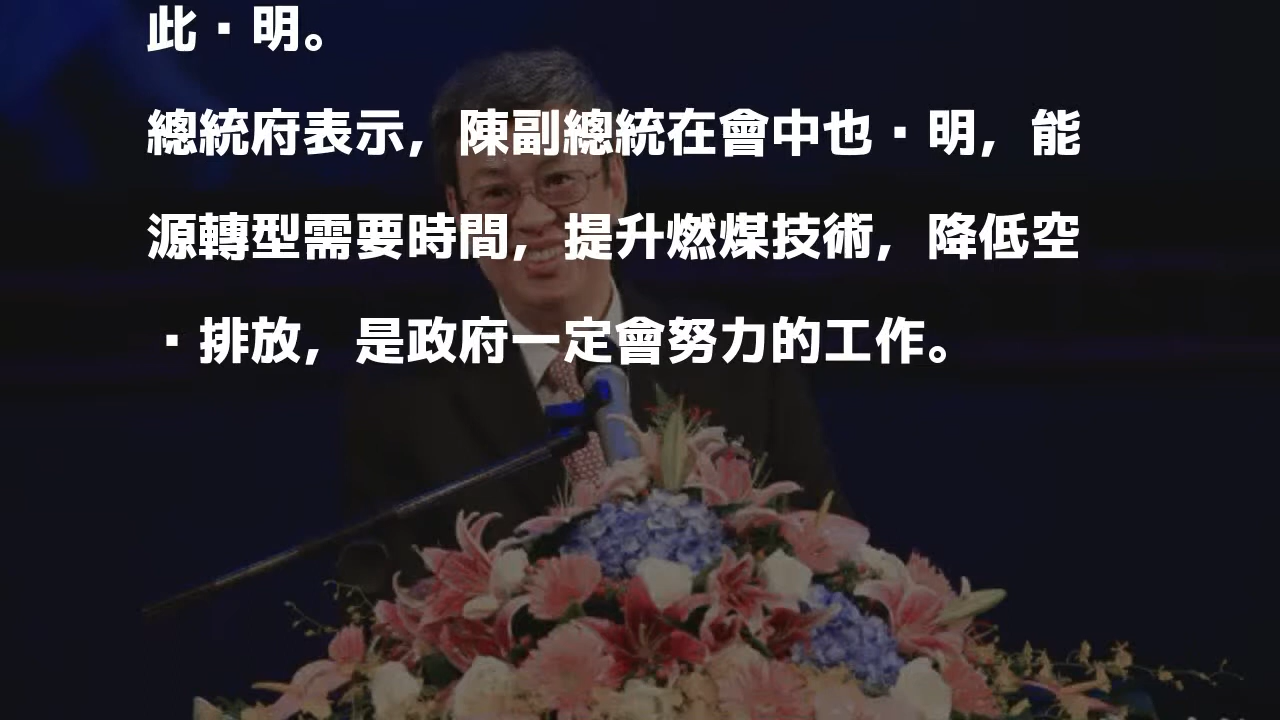 此▪明。
總統府表示，陳副總統在會中也▪明，能
源轉型需要時間，提升燃煤技術，降低空
▪排放，是政府一定會努力的工作。